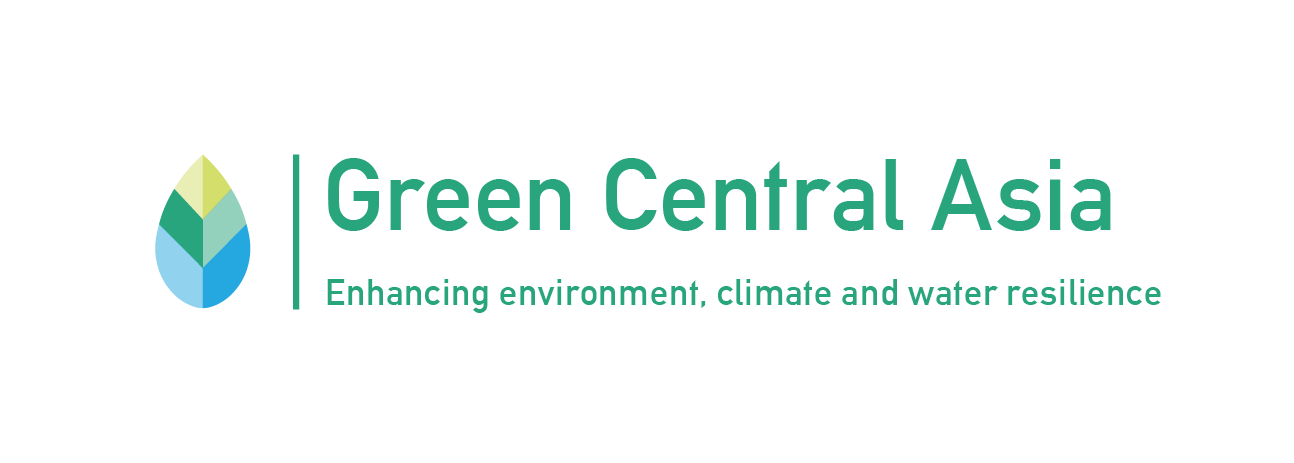 Green Central Asia
Enhancing environment, climate and water resilience